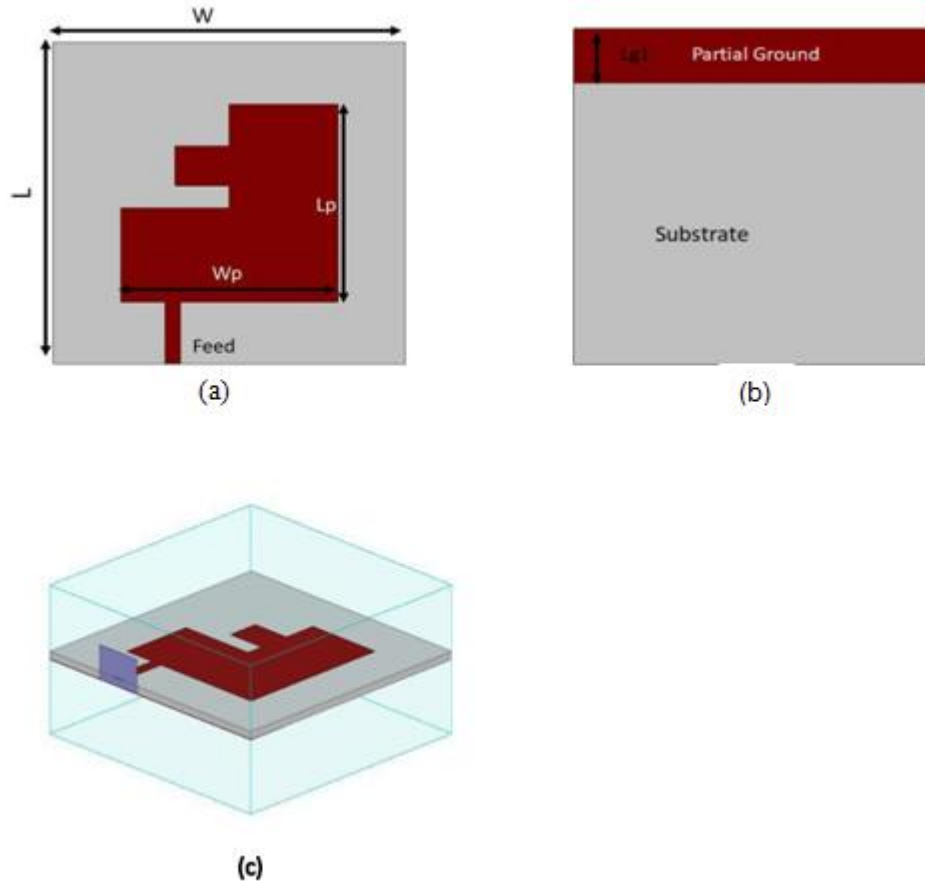 W
L
Lp
Wp
Feed
(a)
Lg1
Partial Ground
Substrate
(b)
(c)